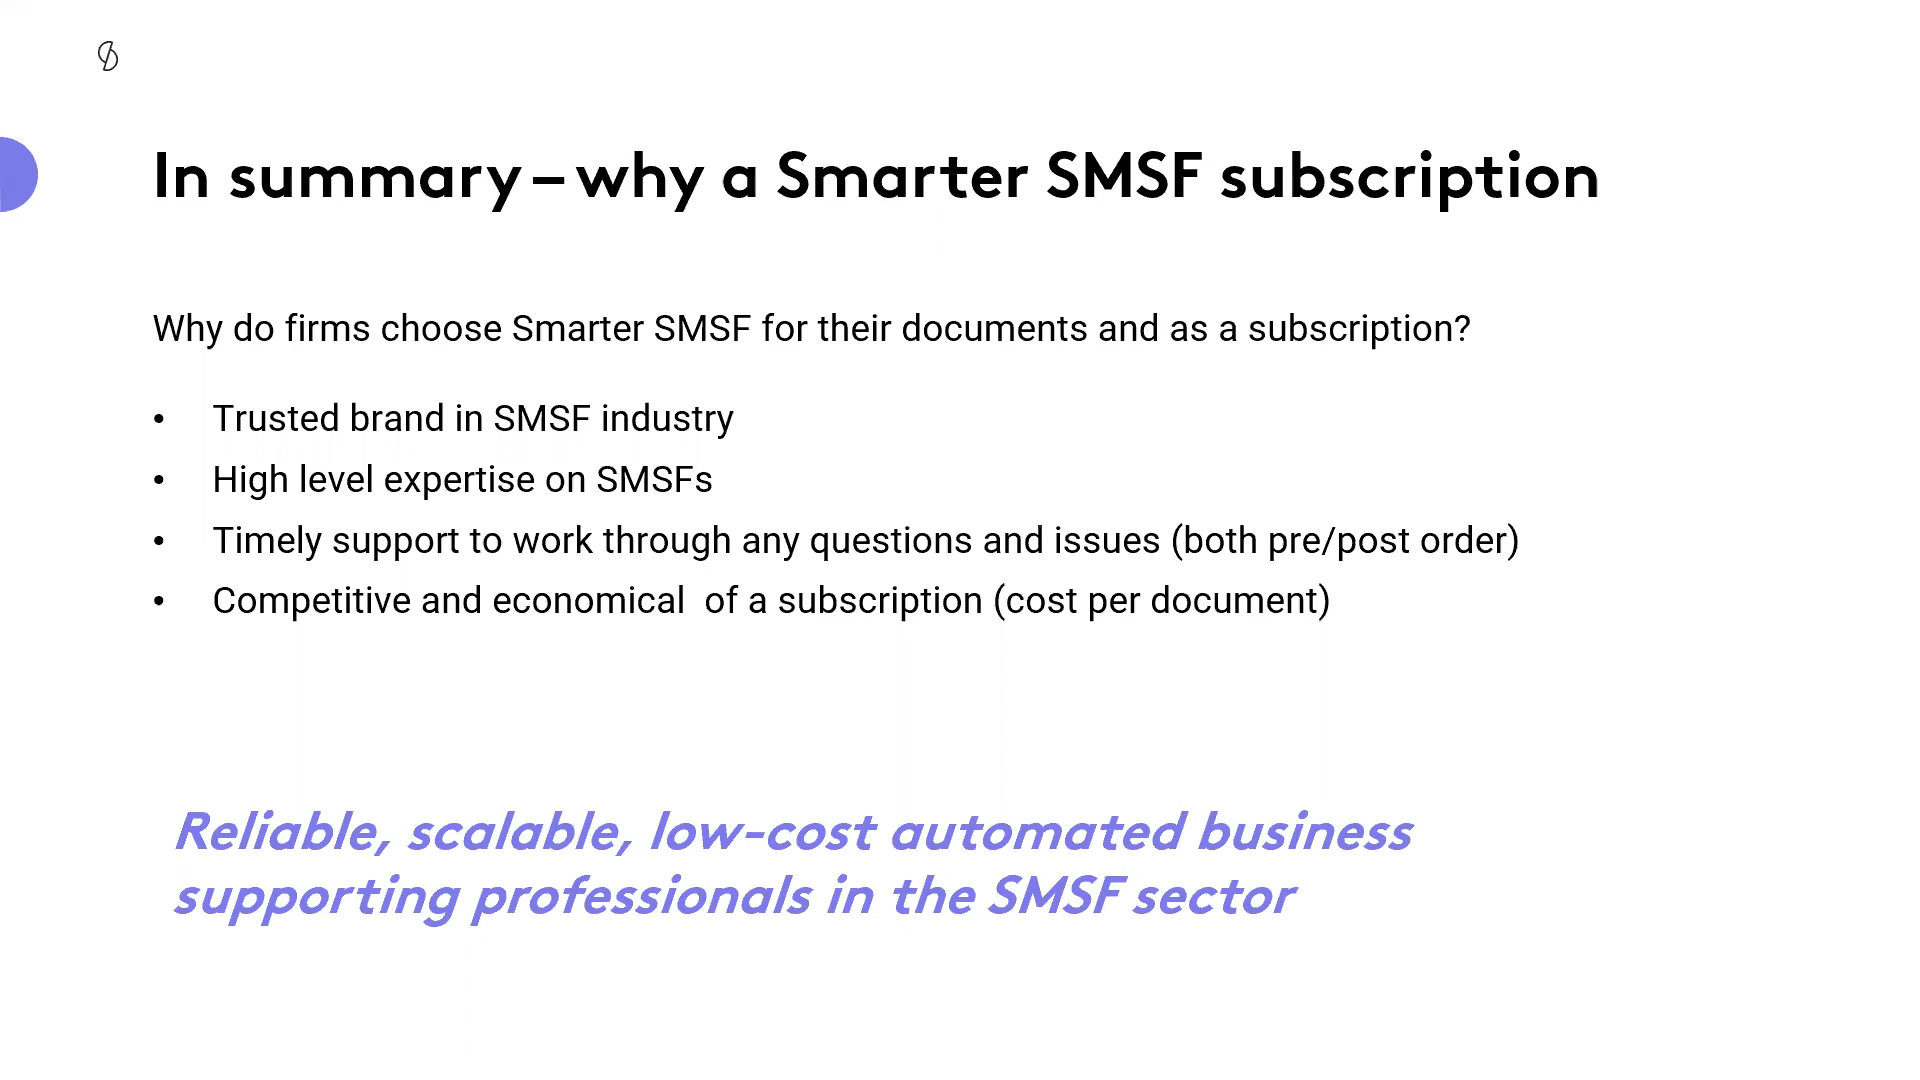 In summary – why a Smarter SMSF subscription
Why do firms choose Smarter SMSF for their documents and as a subscription?
• Trusted brand in SMSF industry
• High level expertise on SMSFs
• Timely support to work through any questions and issues (both pre/post order)
• Competitive and economical  of a subscription (cost per document)
Reliable, scalable, low-cost automated business
supporting professionals in the SMSF sector